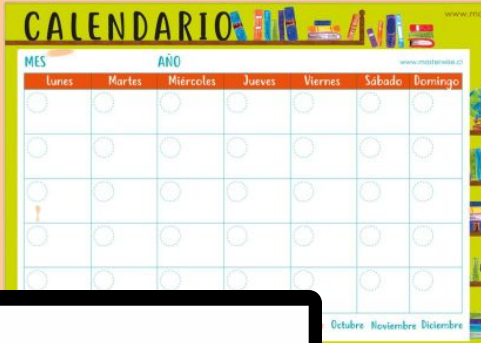 CALENDARIO
MES AÑO www.masterwise.cl
Lunes Martes Miércoles Jueves Viernes Sábado Domingo
Octubre Noviembre Diciembre